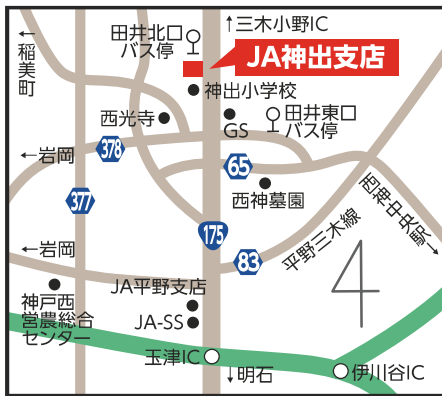 ↑三木小野IC
田井北口
バス停
←
稲美町
JA神出支店
神出小学校
西光寺
GS
田井東口
バス停
←岩岡
378
65
377
西神墓園
175
西神中央駅→
平野三木線
←岩岡
83
神戸西
営農総合
センター
JA平野支店
JA-SS
4
玉津IC
↓明石
伊川谷IC